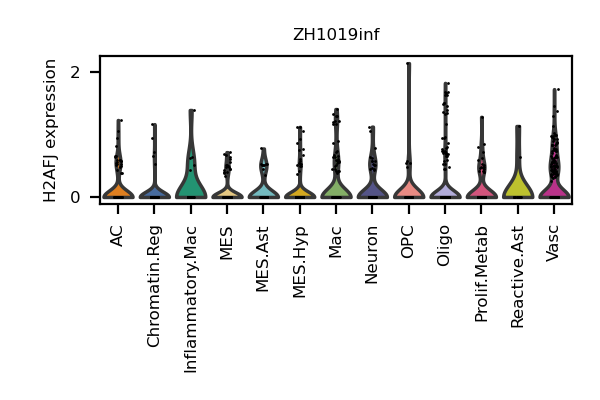 ZH1019inf
H2AFJ expression
2
0
AC
Chromatin.Reg
Inflammatory.Mac
MES
MES.Ast
MES.Hyp
Mac
Neuron
OPC
Oligo
Prolif.Metab
Reactive.Ast
Vasc